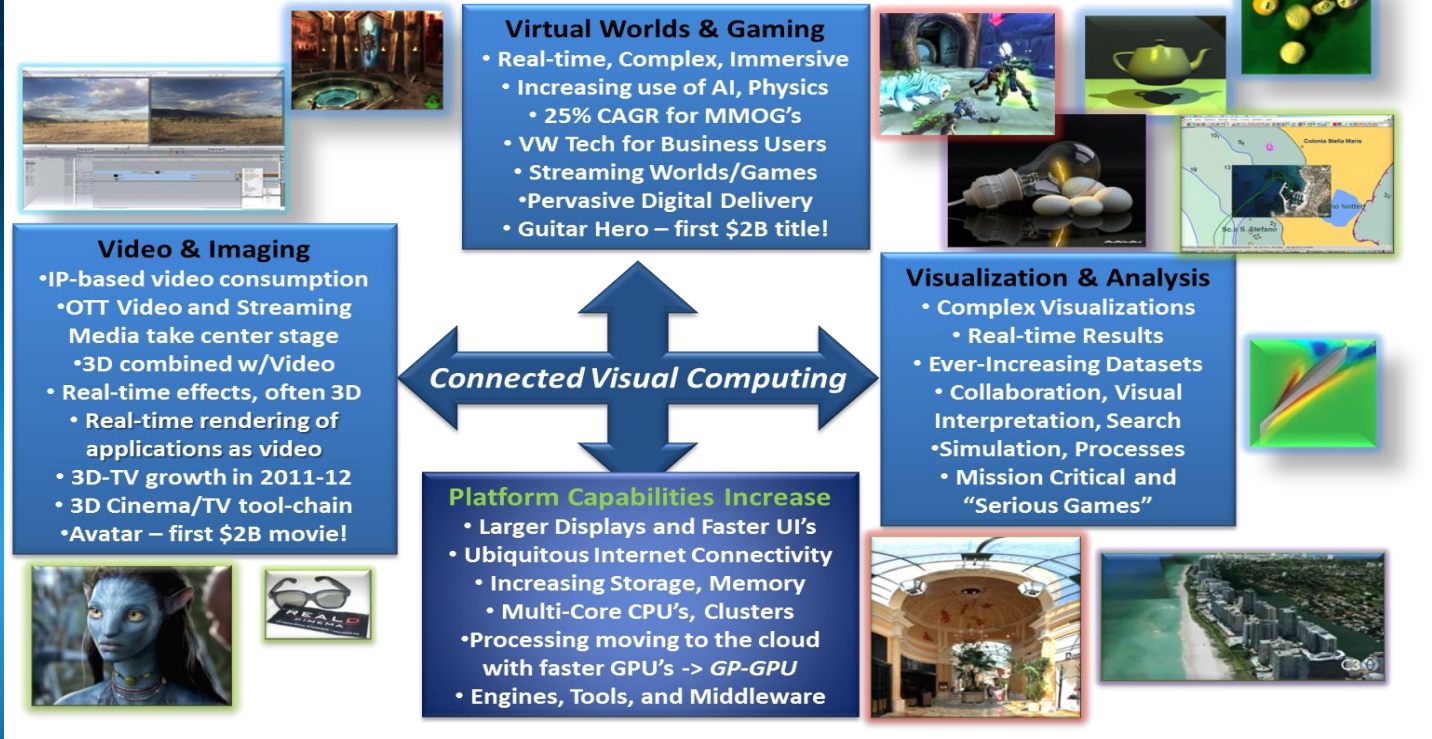 Virtual Worlds & Gaming
• Real-time, Complex, Immersive
• Increasing use of AI, Physics
• 25% CAGR for MMOG's
• VW Tech for Business Users
• Streaming Worlds/Games
•Pervasive Digital Delivery
• Guitar Hero – first $2B title!
Video & Imaging
•IP-based video consumption
•OTT Video and Streaming
Media take center stage
•3D combined w/Video
• Real-time effects, often 3D
• Real-time rendering of
applications as video
• 3D-TV growth in 2011-12
• 3D Cinema/TV tool-chain
•Avatar – first $2B movie!
Connected Visual Computing
Visualization & Analysis
• Complex Visualizations
• Real-time Results
• Ever-Increasing Datasets
• Collaboration, Visual
Interpretation, Search
•Simulation, Processes
• Mission Critical and
“Serious Games”
Platform Capabilities Increase
• Larger Displays and Faster UI's
• Ubiquitous Internet Connectivity
• Increasing Storage, Memory
• Multi-Core CPU's, Clusters
•Processing moving to the cloud
with faster GPU's -> GP-GPU
• Engines, Tools, and Middleware
Colonia Stella Maris
Sc.o S. Stefano
REALD
CINEMA
C3